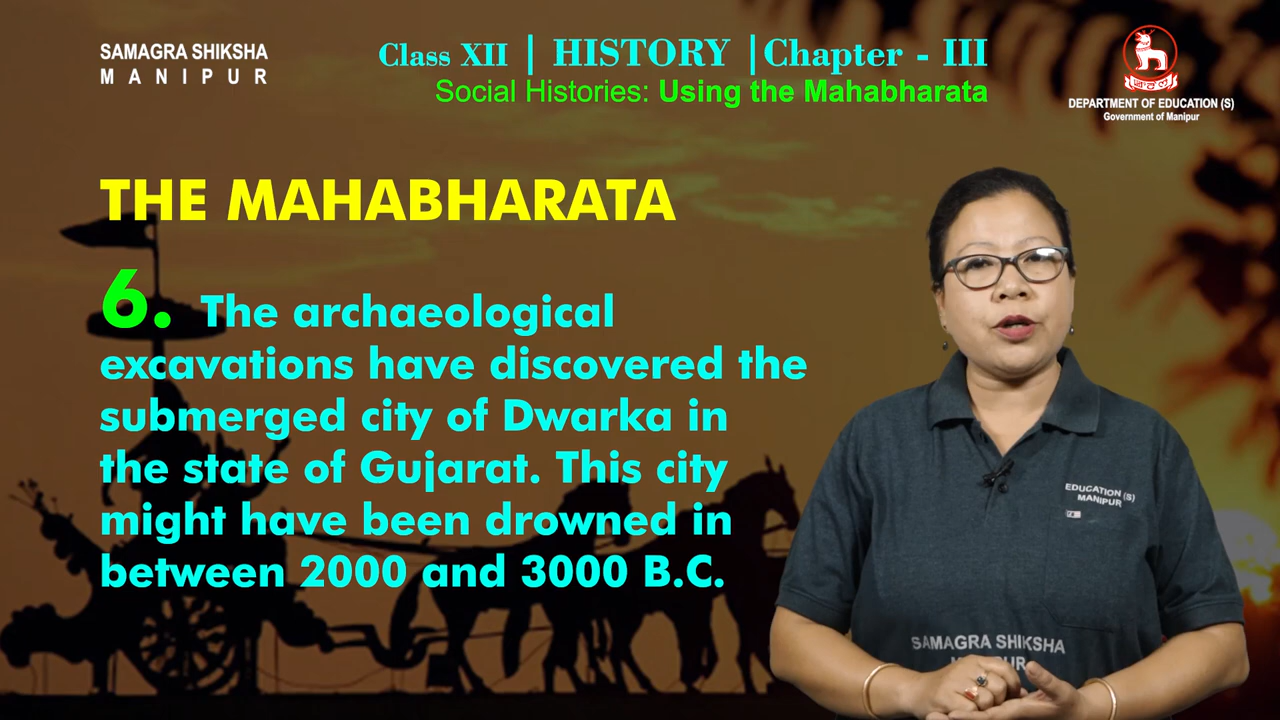 SAMAGRA SHIKSHA
MANIPUR
Class XII | HISTORY | Chapter - III
Social Histories: Using the Mahabharata
DEPARTMENT OF EDUCATION (S)
Government of Manipur
THE MAHABHARATA
6. The archaeological
excavations have discovered the
submerged city of Dwarka in
the state of Gujarat. This city
might have been drowned in
between 2000 and 3000 B.C.
EDUCATION (S)
MANIPUR
SAMAGRA SHIKSHA